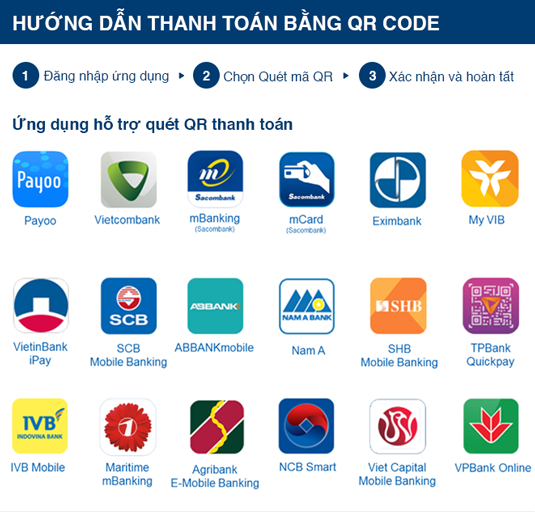 HƯỚNG DẪN THANH TOÁN BẰNG QR CODE
1 Đăng nhập ứng dụng 2 Chọn Quét mã QR 3 Xác nhận và hoàn tất
Ứng dụng hỗ trợ quét QR thanh toán
Payoo
Sacombank
Sacombank
Payoo
Vietcombank
mBanking
(Sacombank)
mCard
(Sacombank)
Eximbank
My VIB
SCB
ABBANK
NAM A BANK
SHB
VietinBank
iPay
SCB
Mobile Banking
ABBANKmobile
Nam A
SHB
Mobile Banking
TPBank
Quickpay
IVB
INDOVINA BANK
IVB Mobile
Maritime
mBanking
Agribank
E-Mobile Banking
NCB Smart
Viet Capital
Mobile Banking
VPBank Online